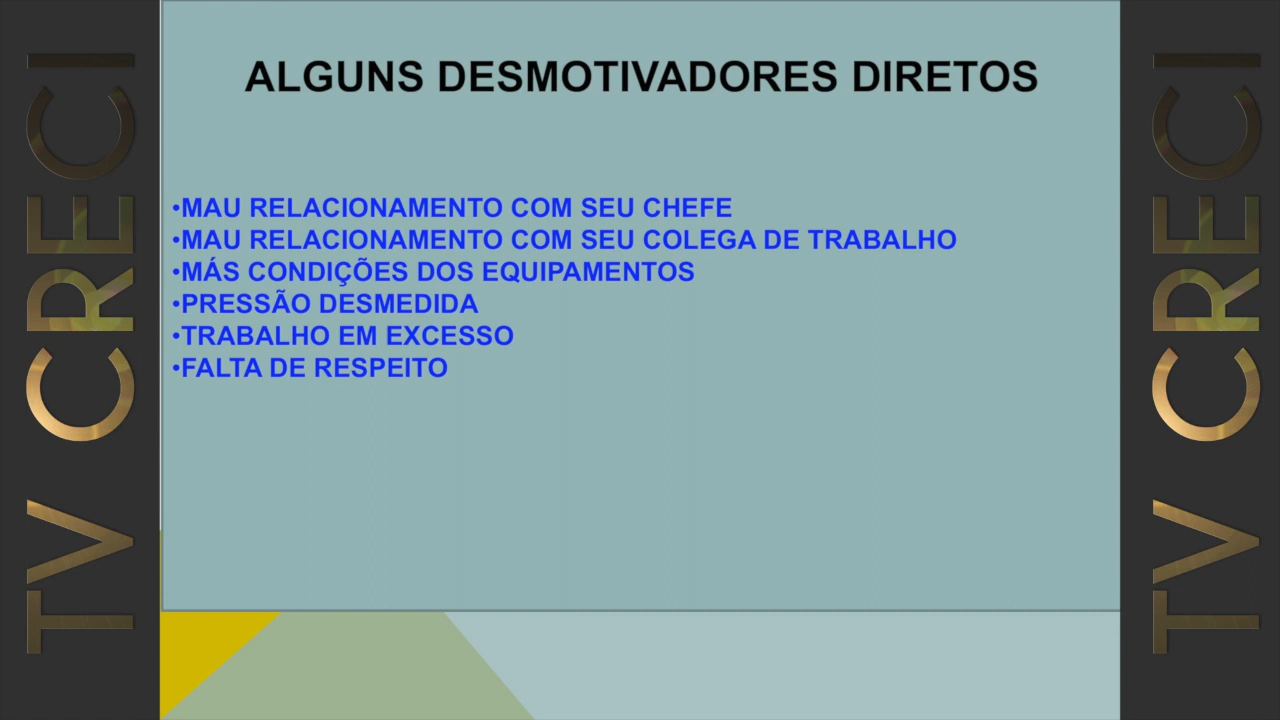 ALGUNS DESMOTIVADORES DIRETOS
•MAU RELACIONAMENTO COM SEU CHEFE
•MAU RELACIONAMENTO COM SEU COLEGA DE TRABALHO
•MÁS CONDIÇÕES DOS EQUIPAMENTOS
•PRESSÃO DESMEDIDA
•TRABALHO EM EXCESSO
•FALTA DE RESPEITO
TV CRECI
TV CRECI